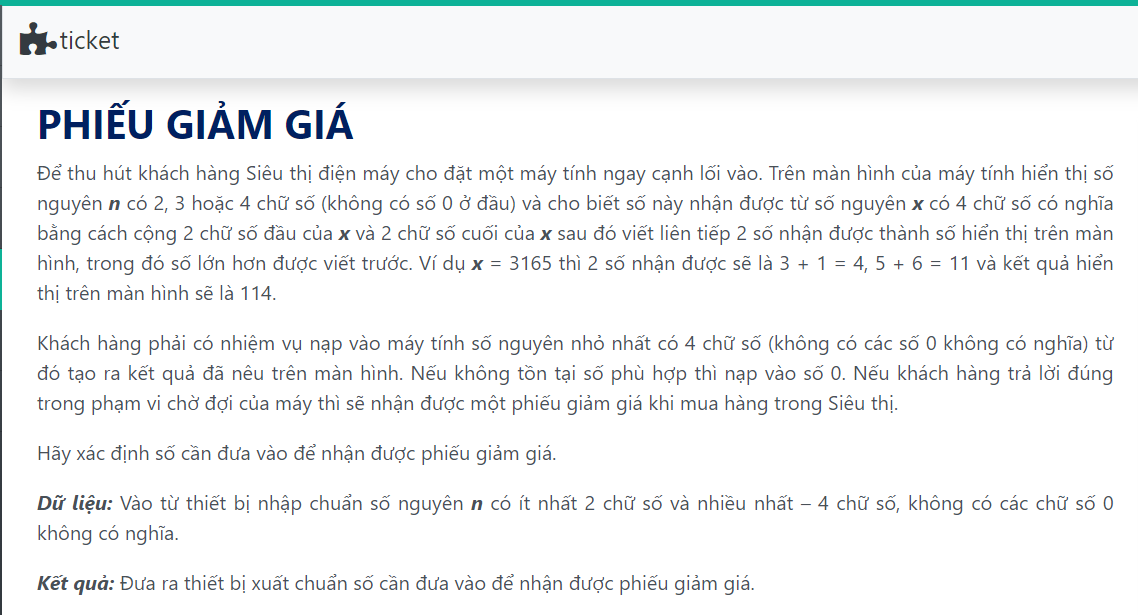 ticket
PHIẾU GIẢM GIÁ
Để thu hút khách hàng Siêu thị điện máy cho đặt một máy tính ngay cạnh lối vào. Trên màn hình của máy tính hiển thị số
nguyên n có 2, 3 hoặc 4 chữ số (không có số 0 ở đầu) và cho biết số này nhận được từ số nguyên x có 4 chữ số có nghĩa
bằng cách cộng 2 chữ số đầu của x và 2 chữ số cuối của x sau đó viết liên tiếp 2 số nhận được thành số hiển thị trên màn
hình, trong đó số lớn hơn được viết trước. Ví dụ x = 3165 thì 2 số nhận được sẽ là 3 + 1 = 4, 5 + 6 = 11 và kết quả hiển
thị trên màn hình sẽ là 114.
Khách hàng phải có nhiệm vụ nạp vào máy tính số nguyên nhỏ nhất có 4 chữ số (không có các số 0 không có nghĩa) từ
đó tạo ra kết quả đã nêu trên màn hình. Nếu không tồn tại số phù hợp thì nạp vào số 0. Nếu khách hàng trả lời đúng
trong phạm vi chờ đợi của máy thì sẽ nhận được một phiếu giảm giá khi mua hàng trong Siêu thị.
Hãy xác định số cần đưa vào để nhận được phiếu giảm giá.
Dữ liệu: Vào từ thiết bị nhập chuẩn số nguyên n có ít nhất 2 chữ số và nhiều nhất – 4 chữ số, không có các chữ số 0
không có nghĩa.
Kết quả: Đưa ra thiết bị xuất chuẩn số cần đưa vào để nhận được phiếu giảm giá.